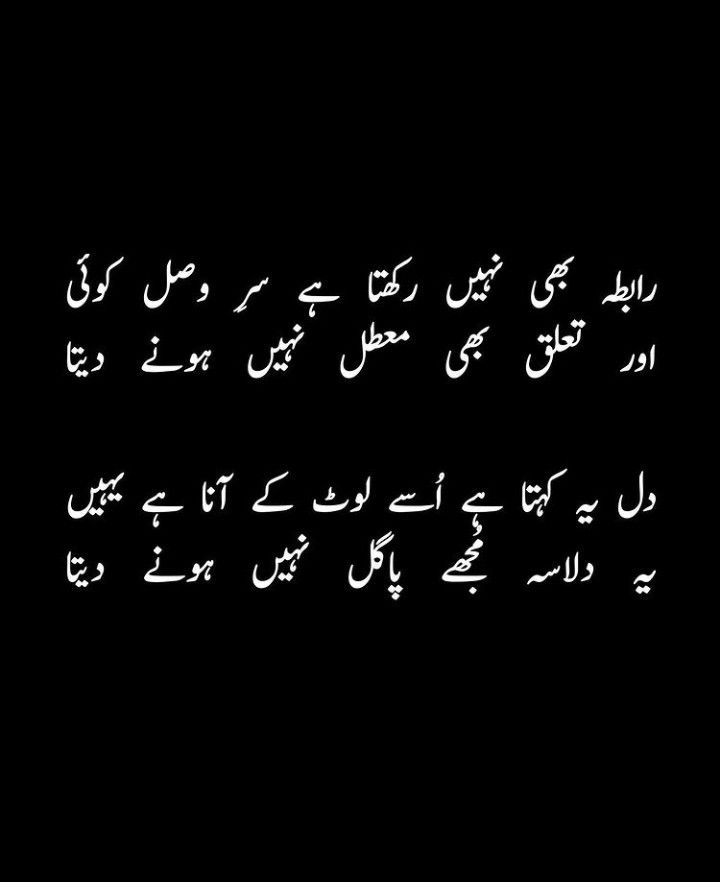 رابطہ بھی نہیں رکھتا ہے سرِ وصل کوئی
اور تعلق بھی معطل نہیں ہونے دیتا
دل یہ کہتا ہے اُسے لوٹ کے آنا ہے یہیں
یہ دلاسہ مُجھے پاگل نہیں ہونے دیتا